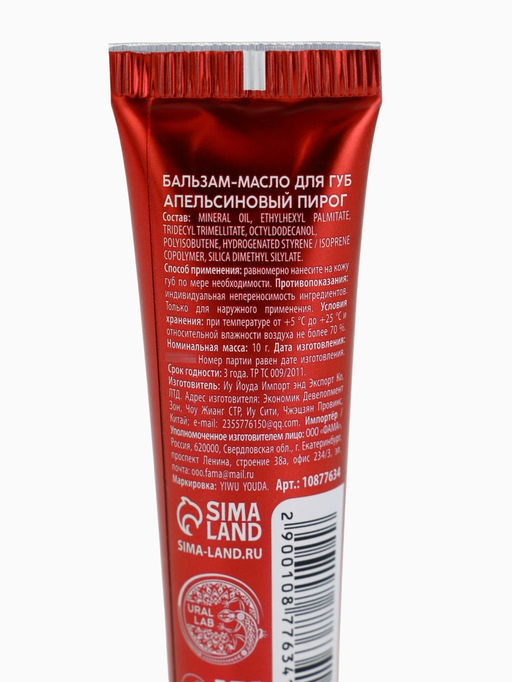 БАЛЬЗАМ-МАСЛО ДЛЯ ГУБ
АПЕЛЬСИНОВЫЙ ПИРОГ
Состав: MINERAL OIL, ETHYLHEXYL PALMITATE,
TRIDECYL TRIMELLITATE, OCTYLDODECANOL,
POLYISOBUTENE, HYDROGENATED STYRENE / ISOPRENE
COPOLYMER, SILICA DIMETHYL SILYLATE.
Способ применения: равномерно нанесите на кожу
губ по мере необходимости. Противопоказания:
индивидуальная непереносимость ингредиентов.
Только для наружного применения. Условия
хранения: при температуре от +5 °C до +25 °C и
относительной влажности воздуха не более 70 %.
Номинальная масса: 10 г. Дата изготовления:
Номер партии равен дате изготовления.
Срок годности: 3 года. ТР ТС 009/2011.
Изготовитель: Иу Йоуда Импорт энд Экспорт Ко,
ЛТД. Адрес изготовителя: Экономик Девелопмент
Зон, Чоу Жианг СТР, Иу Сити, Чжэцзян Провинс,
Китай; e-mail: 2355776150@qq.com. Импортёр /
Уполномоченное изготовителем лицо: ООО «ФАМА»,
Россия, 620000, Свердловская обл., г. Екатеринбург,
проспект Ленина, строение 38а, офис 234/3, эл.
почта: ooo.fama@mail.ru
Маркировка: YIWU YOUDA. Арт.: 10877634
SIMA
LAND
SIMA-LAND.RU
URAL
LAB
2900108 77634